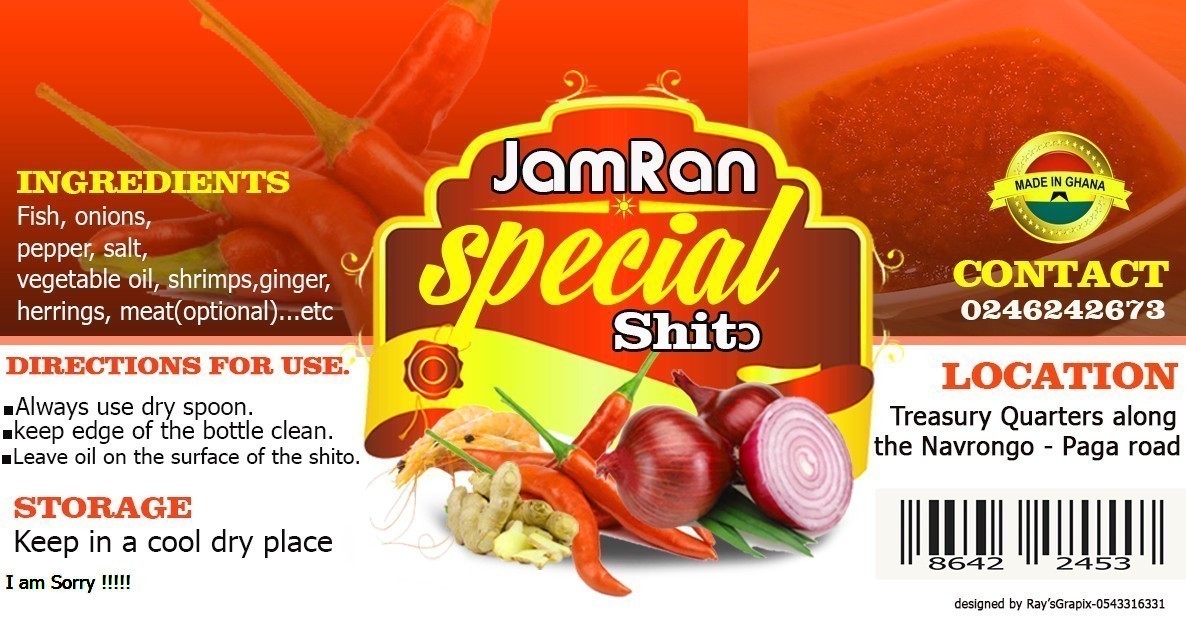 JamRan
special
Shitɔ
INGREDIENTS
Fish, onions,
pepper, salt,
vegetable oil, shrimps,ginger,
herrings, meat(optional)...etc
DIRECTIONS FOR USE.
■Always use dry spoon.
■keep edge of the bottle clean.
■Leave oil on the surface of the shito.
STORAGE
Keep in a cool dry place
I am Sorry !!!!!
MADE IN GHANA
CONTACT
0246242673
LOCATION
Treasury Quarters along
the Navrongo - Paga road
8642 2453
designed by Ray'sGrapix-0543316331